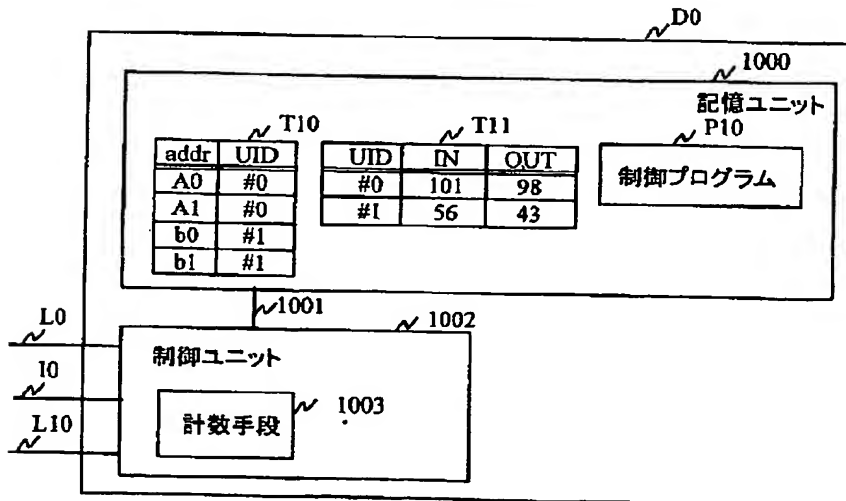 D0
1000
記憶ユニット
T10
T11
P10
addr UID
A0 #0
A1 #0
b0 #1
b1 #1
UID IN OUT
#0 101 98
#1 56 43
制御プログラム
1001
L0
1002
制御ユニット
I0
1003
計数手段
L10